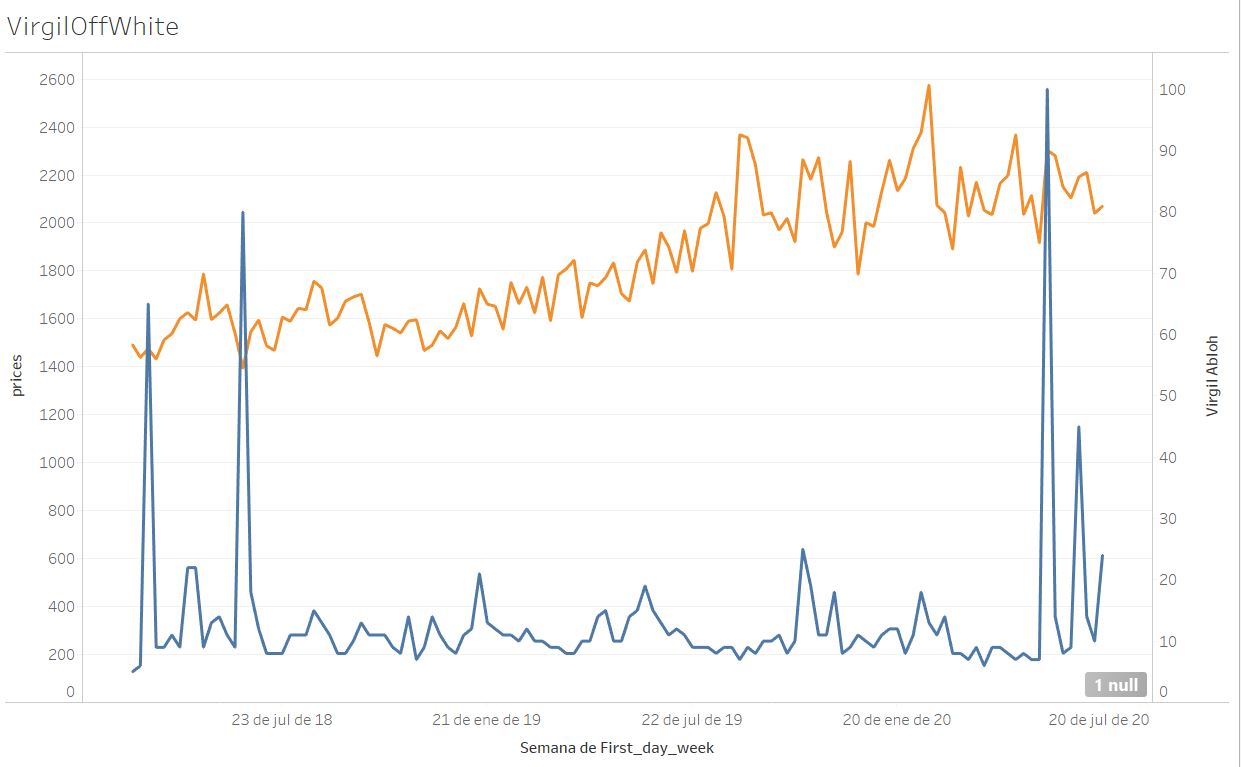 VirgilOffWhite
2600
2400
2200
2000
1800
1600
1400
1200
1000
800
600
400
200
0
prices
100
90
80
70
60
50
40
30
20
10
0
Virgil Abloh
1 null
23 de jul de 18
21 de ene de 19
22 de jul de 19
20 de ene de 20
20 de jul de 20
Semana de First_day_week